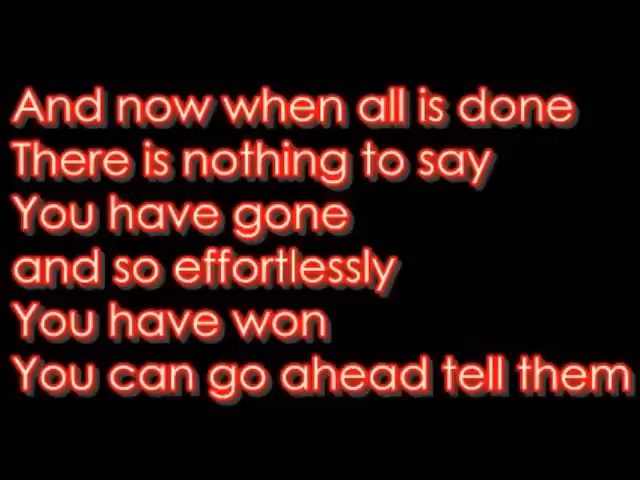 And now when all is done
There is nothing to say
You have gone
and so effortlessly
You have won
You can go ahead tell them